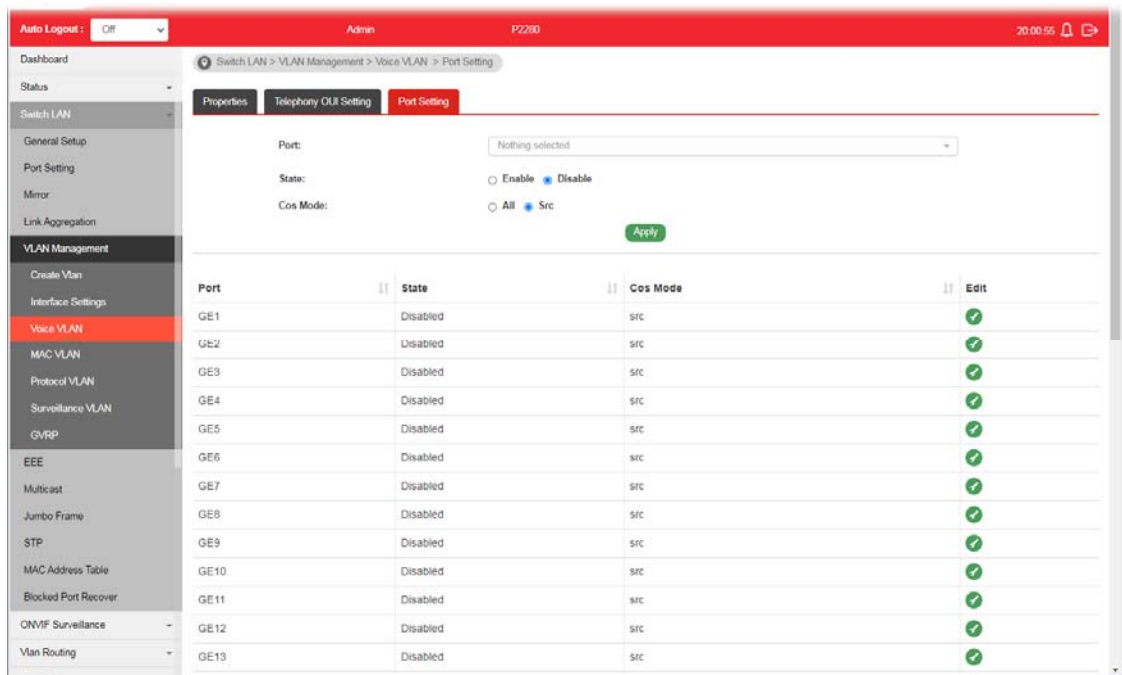 Auto Logout : Off Admin P2280 20:00:55
Dashboard
Status
Switch LAN
General Setup
Port Setting
Mirror
Link Aggregation
VLAN Management
Create Vlan
Interface Settings
Voice VLAN
MAC VLAN
Protocol VLAN
Surveillance VLAN
GVRP
EEE
Multicast
Jumbo Frame
STP
MAC Address Table
Blocked Port Recover
ONVIF Surveillance
Vlan Routing
Switch LAN > VLAN Management > Voice VLAN > Port Setting
Properties Telephony OUI Setting Port Setting
Port: Nothing selected
State: Enable Disable
Cos Mode: All Src
Apply
Port State Cos Mode Edit
GE1 Disabled src
GE2 Disabled src
GE3 Disabled src
GE4 Disabled src
GE5 Disabled src
GE6 Disabled src
GE7 Disabled src
GE8 Disabled src
GE9 Disabled src
GE10 Disabled src
GE11 Disabled src
GE12 Disabled src
GE13 Disabled src